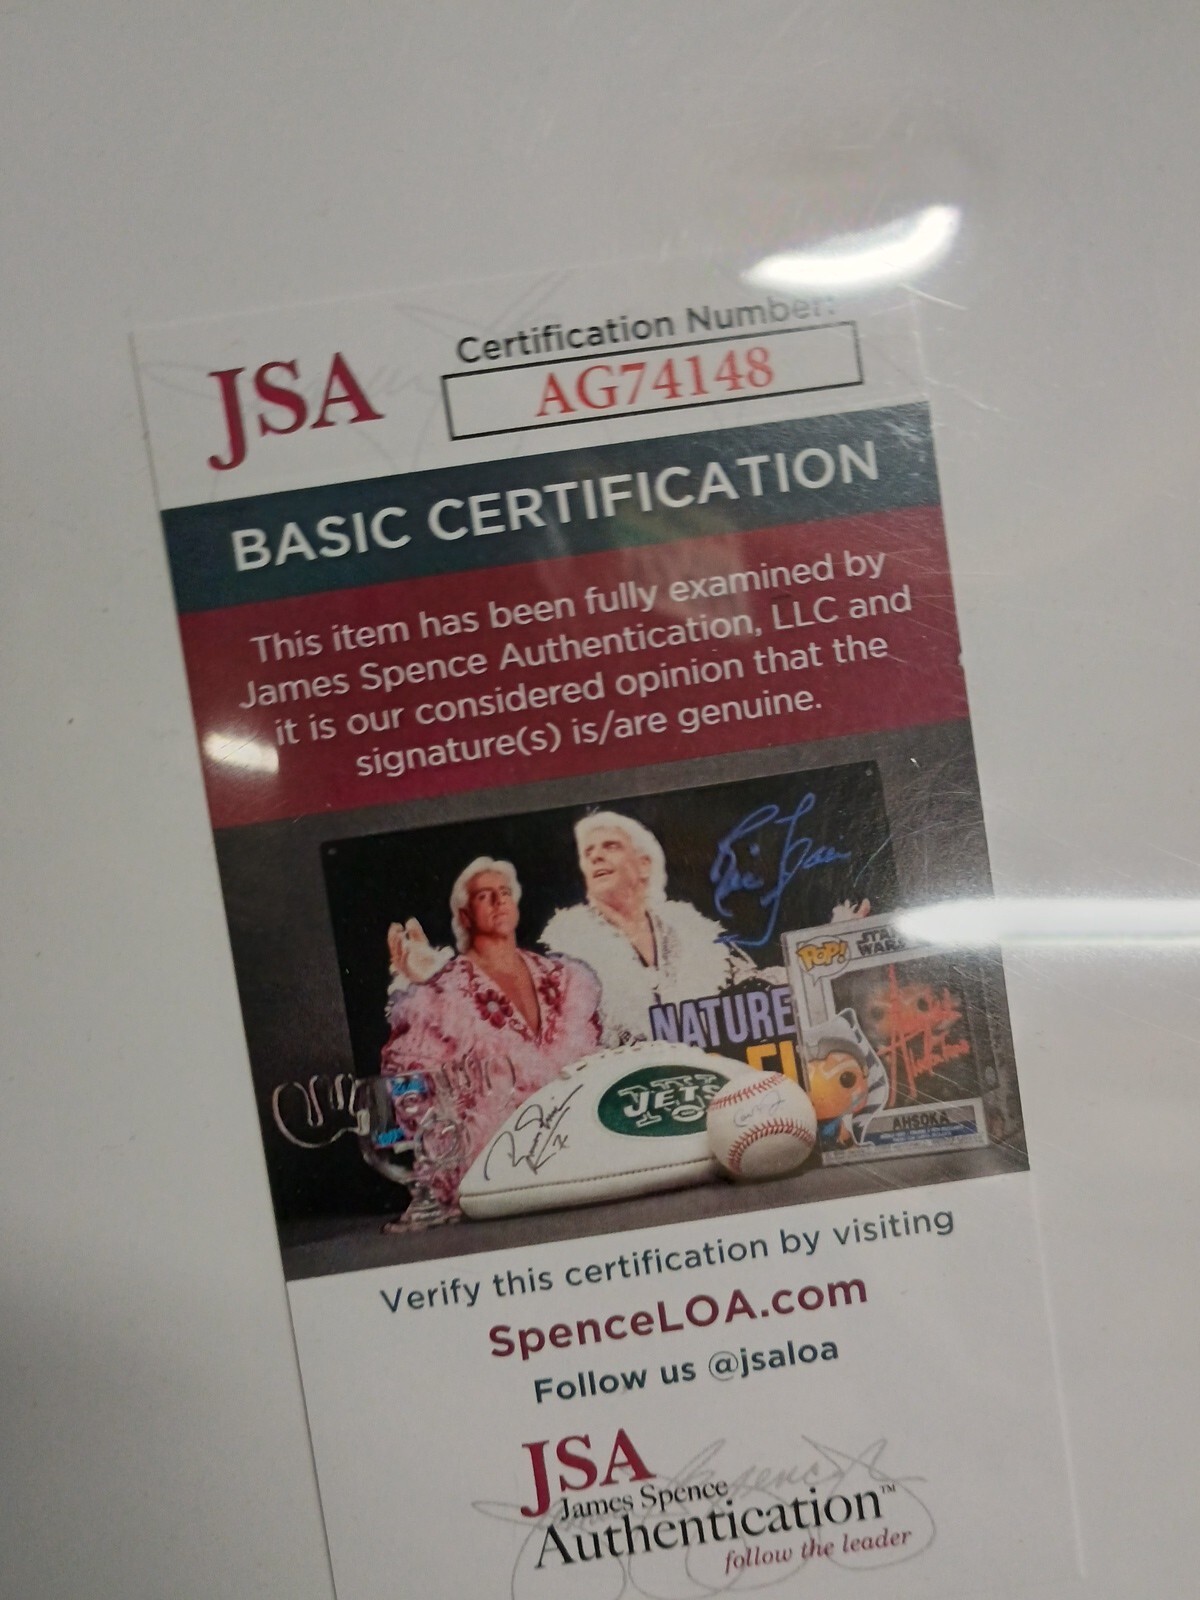 JSA
Certification Number:
AG74148
BASIC CERTIFICATION
This item has been fully examined by
James Spence Authentication, LLC and
it is our considered opinion that the
signature(s) is/are genuine.
POP!
STAR
WARS
NATURE
JETS
AHSOKA
Verify this certification by visiting
SpenceLOA.com
Follow us @jsaloa
JSA
James Spence
Authentication™
follow the leader